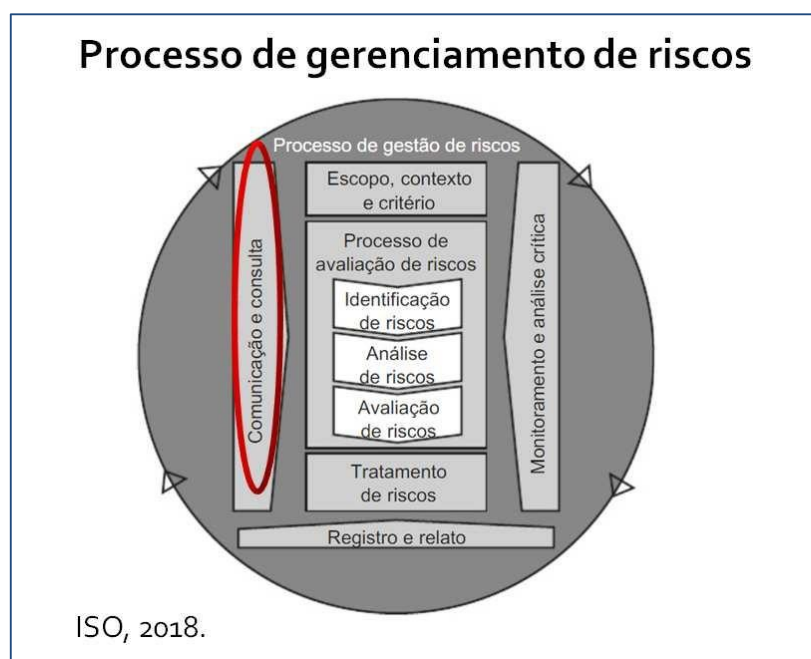 Processo de gerenciamento de riscos
Processo de gestão de riscos
Comunicação e consulta
Escopo, contexto
e critério
Processo de
avaliação de riscos
Identificação
de riscos
Análise
de riscos
Avaliação
de riscos
Tratamento
de riscos
Monitoramento e análise crítica
Registro e relato
ISO, 2018.